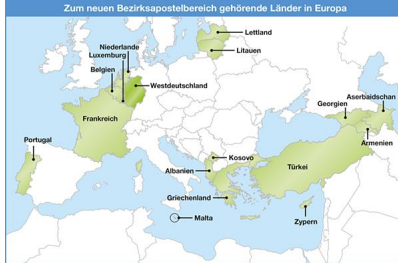 Zum neuen Bezirksapostelbereich gehörende Länder in Europa
Lettland
Litauen
Niederlande
Luxemburg
Belgien
Westdeutschland
Frankreich
Portugal
Aserbaidschan
Georgien
Armenien
Kosovo
Albanien
Türkei
Griechenland
Malta
Zypern